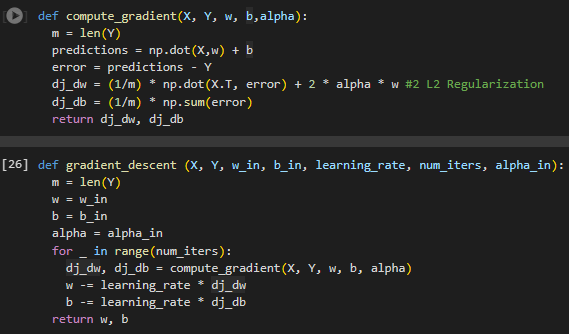 def compute_gradient(X, Y, w, b,alpha):
  m = len(Y)
  predictions = np.dot(X,w) + b
  error = predictions - Y
  dj_dw = (1/m) * np.dot(X.T, error) + 2 * alpha * w #2 L2 Regularization
  dj_db = (1/m) * np.sum(error)
  return dj_dw, dj_db
[26] def gradient_descent (X, Y, w_in, b_in, learning_rate, num_iters, alpha_in):
  m = len(Y)
  w = w_in
  b = b_in
  alpha = alpha_in
  for _ in range(num_iters):
    dj_dw, dj_db = compute_gradient(X, Y, w, b, alpha)
    w -= learning_rate * dj_dw
    b -= learning_rate * dj_db
  return w, b